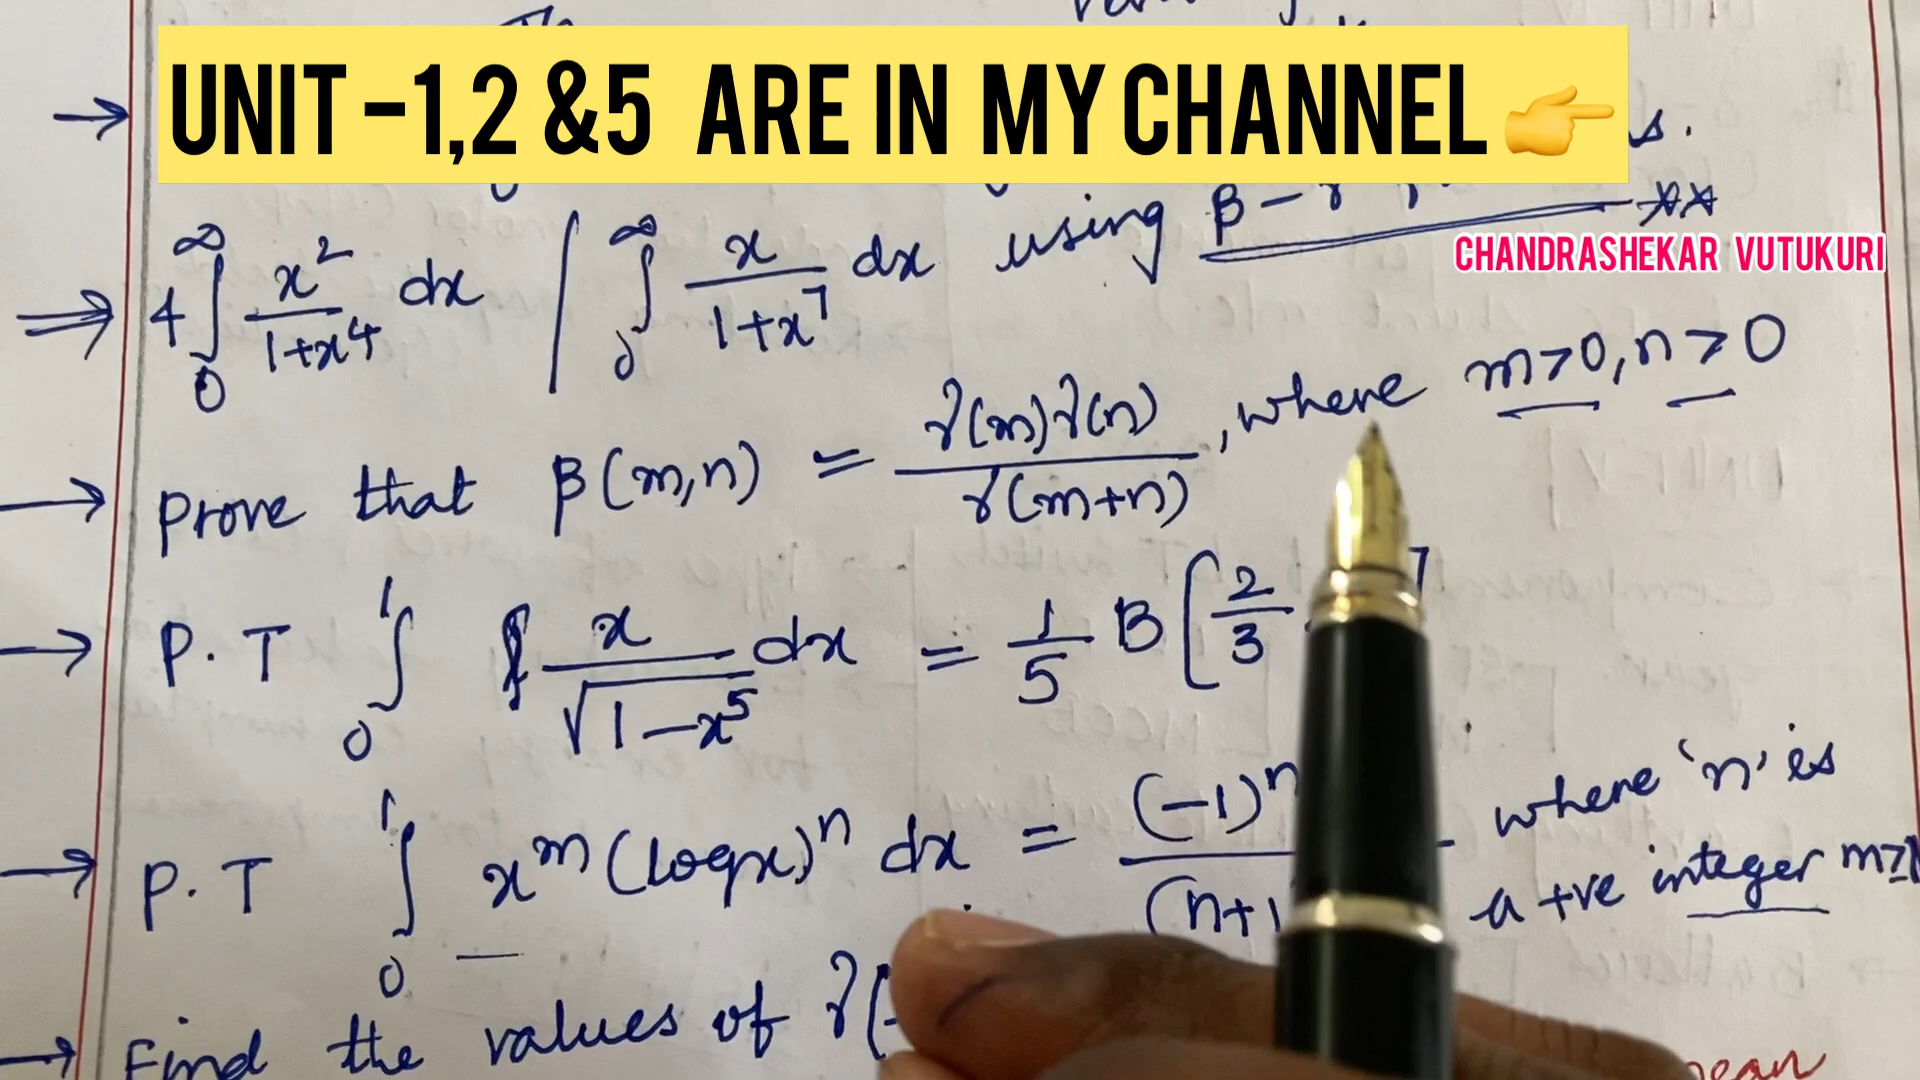 UNIT -1,2 &5 ARE IN MY CHANNEL 👉
s.
4 ∫₀^∞ x²/(1+x⁴) dx / ∫₀^∞ x/(1+x⁷) dx using β-γ
CHANDRASHEKAR VUTUKURI
prove that β(m,n) = γ(m)γ(n)/γ(m+n), where m>0, n>0
P.T ∫₀¹ x/√(1-x⁵) dx = 1/5 B[2/3
P.T ∫₀¹ x^m (logx)^n dx = (-1)^n/(n+1 where 'n' is
a +ve integer m≥1
Find the values of γ(